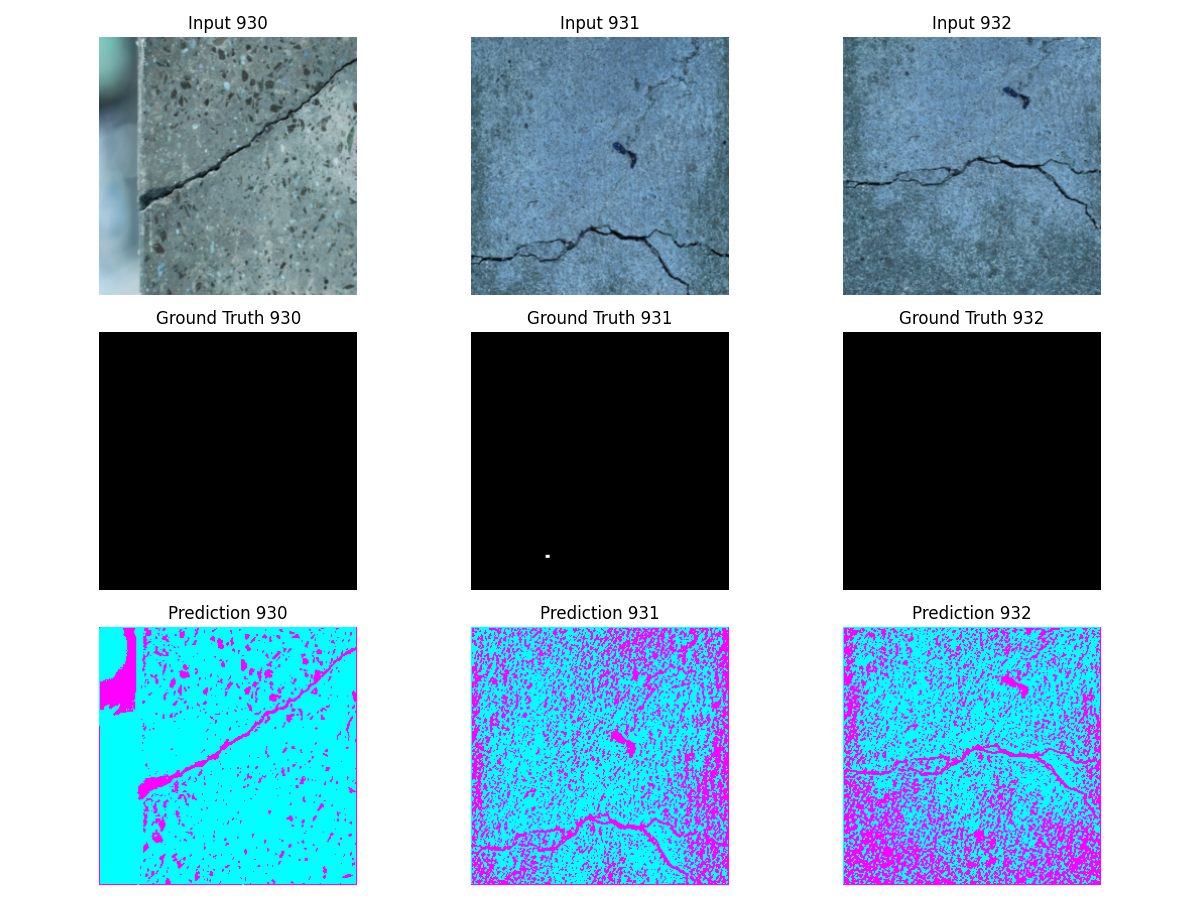 Input 930
Input 931
Input 932
Ground Truth 930
Ground Truth 931
Ground Truth 932
Prediction 930
Prediction 931
Prediction 932